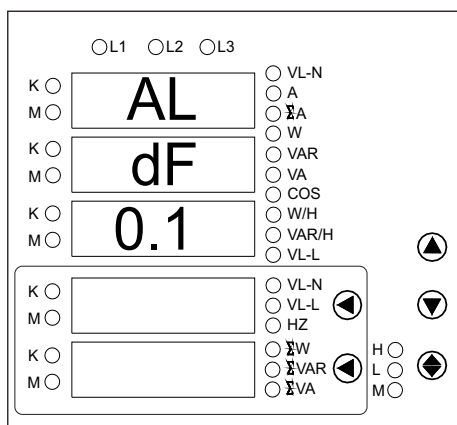 L1 L2 L3
K
M
AL
VL-N
A
ΣA
W
K
M
dF
VAR
VA
COS
K
M
0.1
W/H
VAR/H
VL-L
K
M
VL-N
VL-L
HZ
K
M
ΣW
ΣVAR
ΣVA
H
L
M